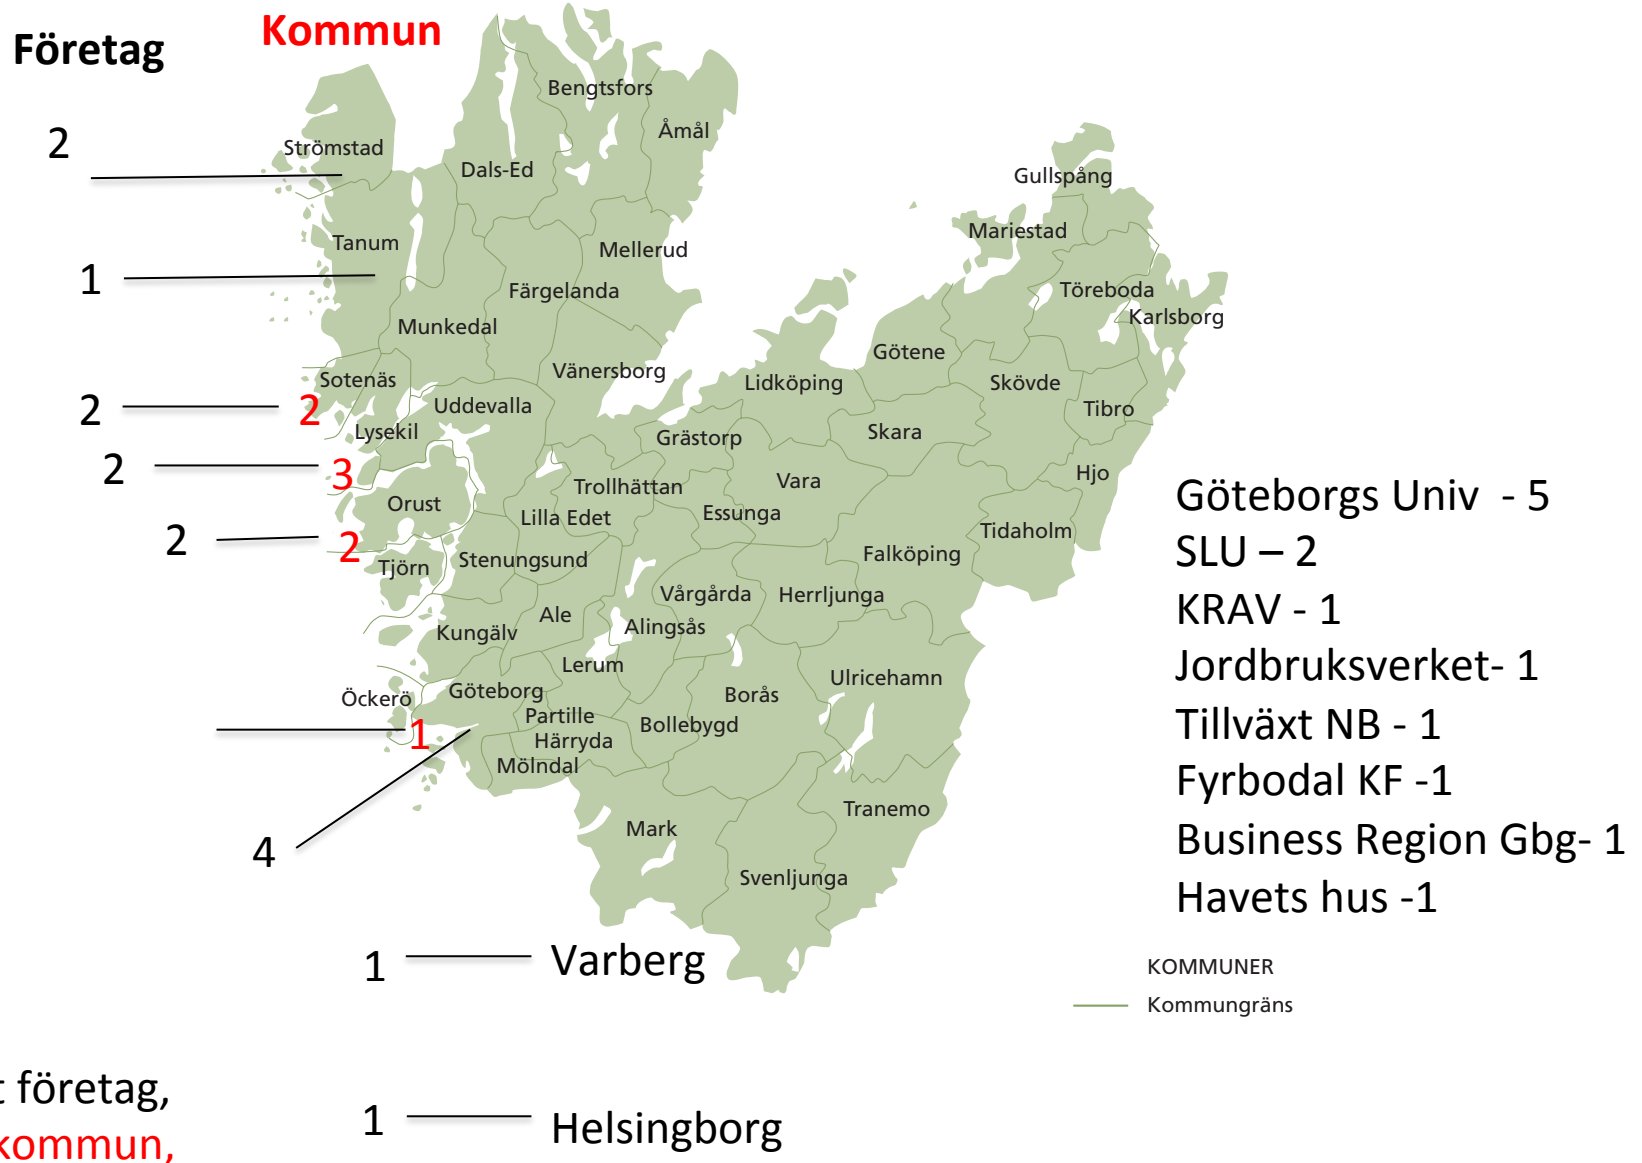 Företag
Kommun
Bengtsfors
Åmål
2
Strömstad
Dals-Ed
Gullspång
Mariestad
Tanum
Mellerud
1
Färgelanda
Töreboda
Karlsborg
Munkedal
Götene
Vänersborg
Sotenäs
Lidköping
Skövde
2
2
Uddevalla
Tibro
Lysekil
Grästorp
Skara
2
3
Hjo
Trollhättan
Vara
Göteborgs Univ - 5
Orust
Lilla Edet
Essunga
Tidaholm
2
2
SLU – 2
Tjörn
Stenungsund
Falköping
Vårgårda
Herrljunga
KRAV - 1
Ale
Kungälv
Alingsås
Lerum
Jordbruksverket- 1
Ulricehamn
Öckerö
Göteborg
Borås
Partille
Bollebygd
Tillväxt NB - 1
1
Härryda
Mölndal
Fyrbodal KF -1
Tranemo
Mark
4
Business Region Gbg- 1
Svenljunga
Havets hus -1
1
Varberg
KOMMUNER
Kommungräns
t företag,
1
Helsingborg
kommun,